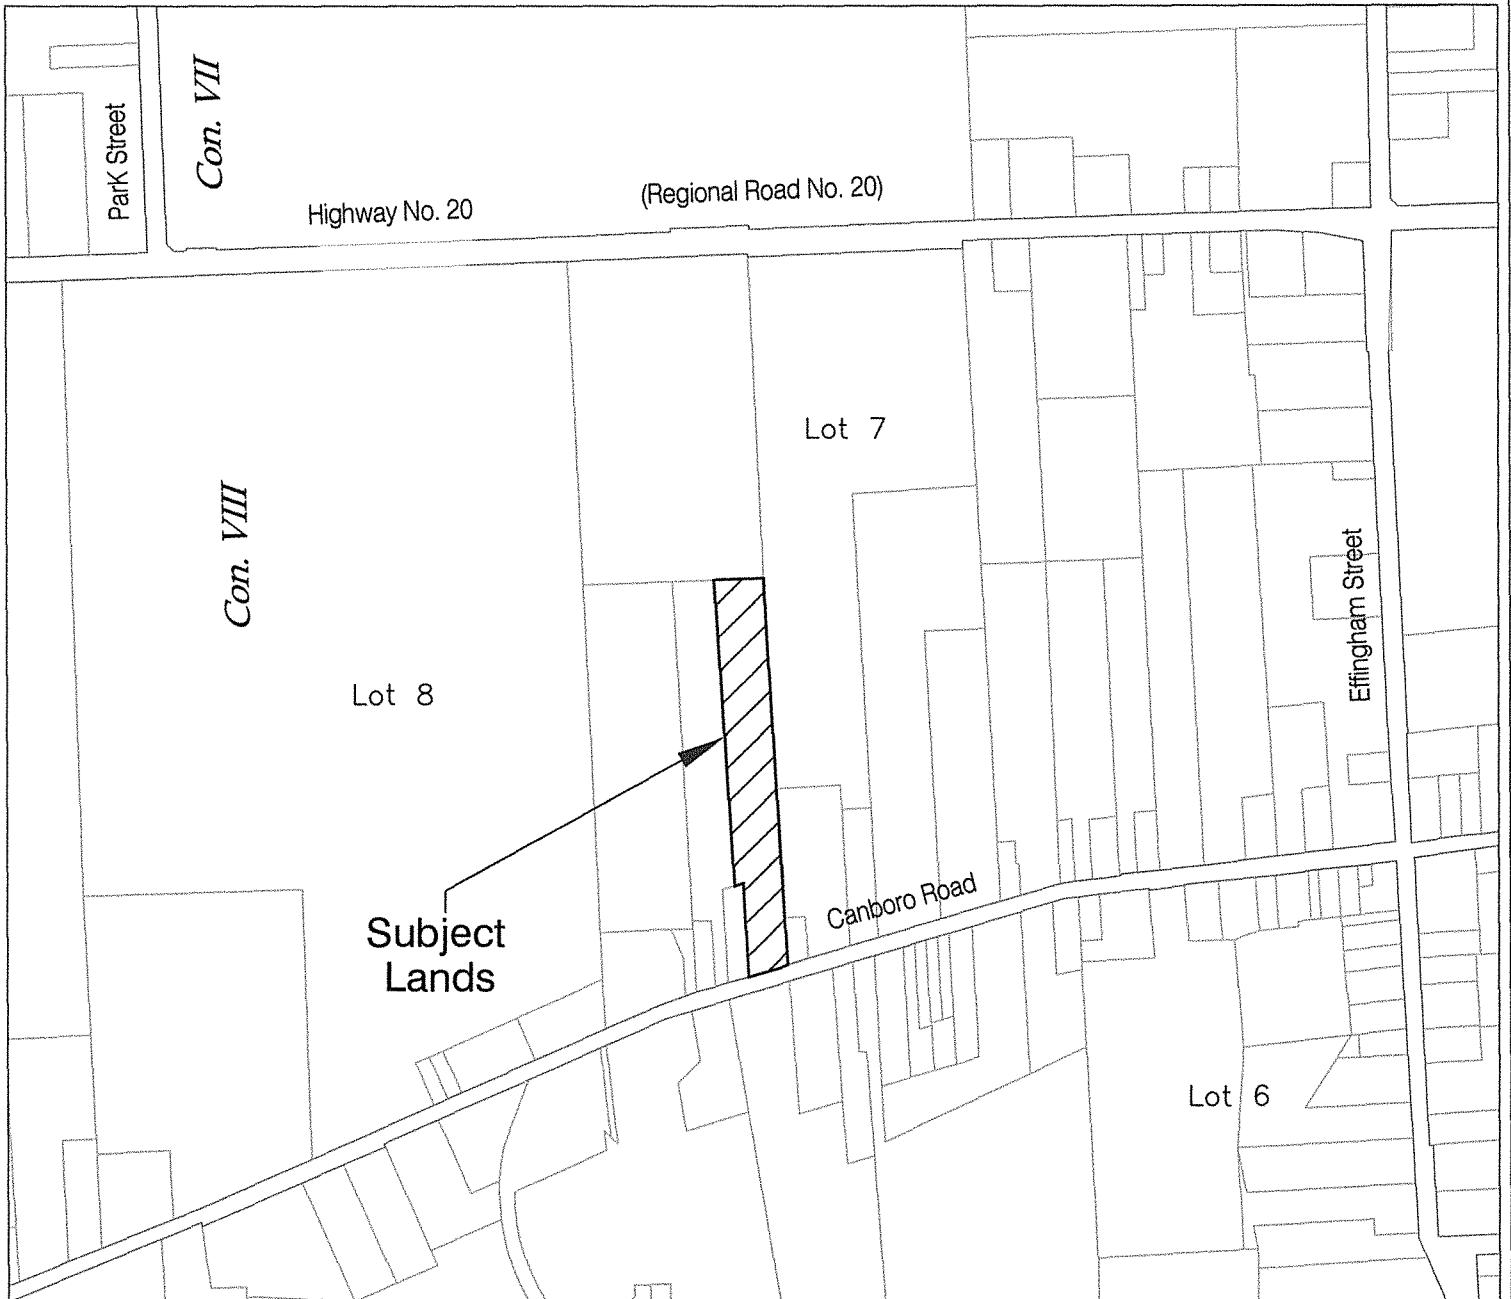 Park Street
Con. VII
Highway No. 20
(Regional Road No. 20)
Lot 7
Con. VIII
Effingham Street
Lot 8
Canboro Road
Subject
Lands
Lot 6